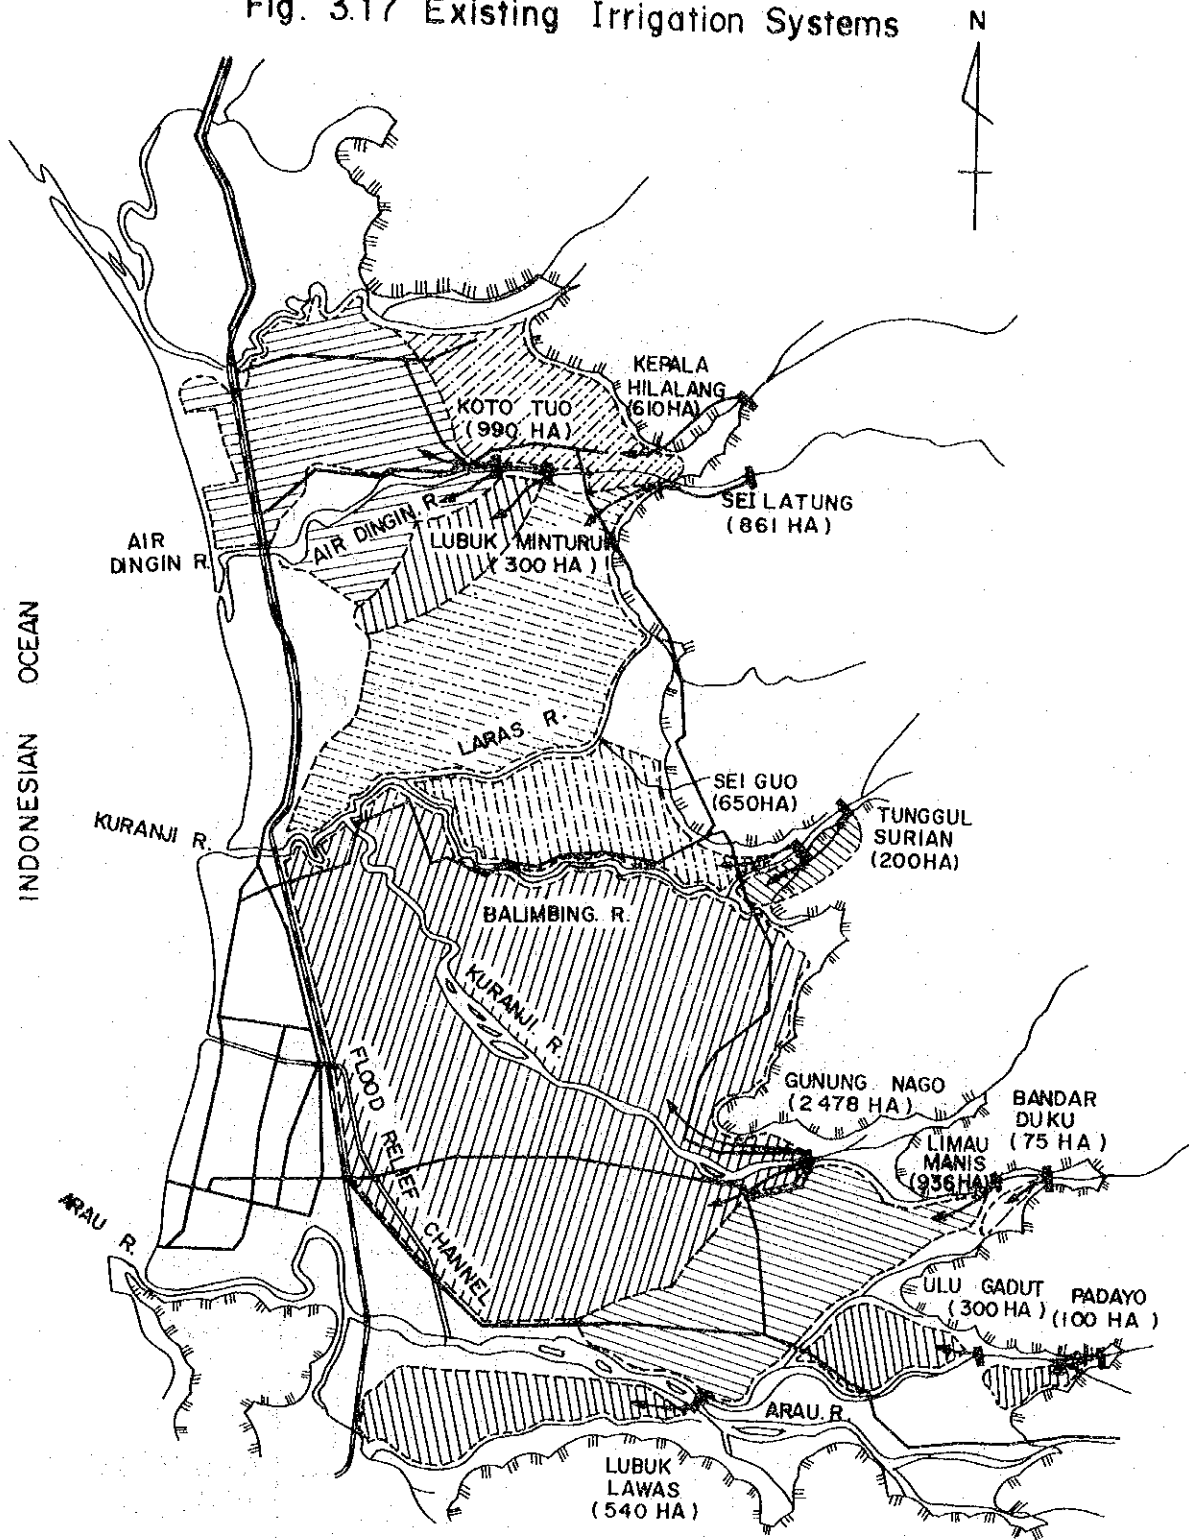 Fig. 3.17 Existing Irrigation Systems
N
KEPALA
HILALANG
(610HA)
KOTO TUO
(990 HA)
SEI LATUNG
(861 HA)
AIR DINGIN R.
LUBUK MINTURUN
(300 HA)
AIR
DINGIN R.
INDONESIAN OCEAN
LARAS R.
SEI GUO
(650HA)
TUNGGUL
SURIAN
(200HA)
KURANJI R.
BALIMBING R.
KURANJI R.
FLOOD RELIEF CHANNEL
GUNUNG NAGO
(2478 HA)
BANDAR
DUKU
(75 HA)
LIMAU
MANIS
(936HA)
ARAU R.
ULU GADUT
(300HA)
PADAYO
(100 HA)
ARAU R.
LUBUK
LAWAS
(540 HA)